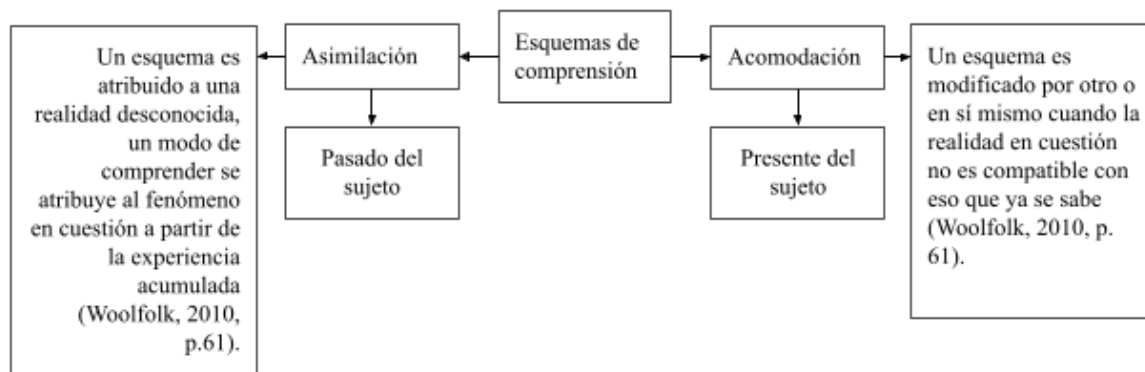 Un esquema es
atribuido a una
realidad desconocida,
un modo de
comprender se
atribuye al fenómeno
en cuestión a partir de
la experiencia
acumulada
(Woolfolk, 2010,
p.61).
Asimilación
Pasado del
sujeto
Esquemas de
comprensión
Acomodación
Presente del
sujeto
Un esquema es
modificado por otro o
en sí mismo cuando la
realidad en cuestión
no es compatible con
eso que ya se sabe
(Woolfolk, 2010, p.
61).